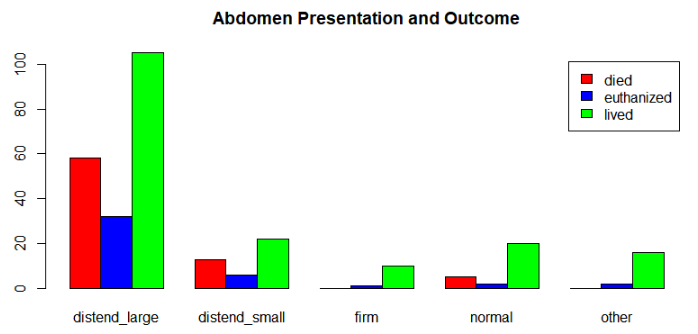 Abdomen Presentation and Outcome
died
euthanized
lived
100
80
60
40
20
0
distend_large distend_small firm normal other